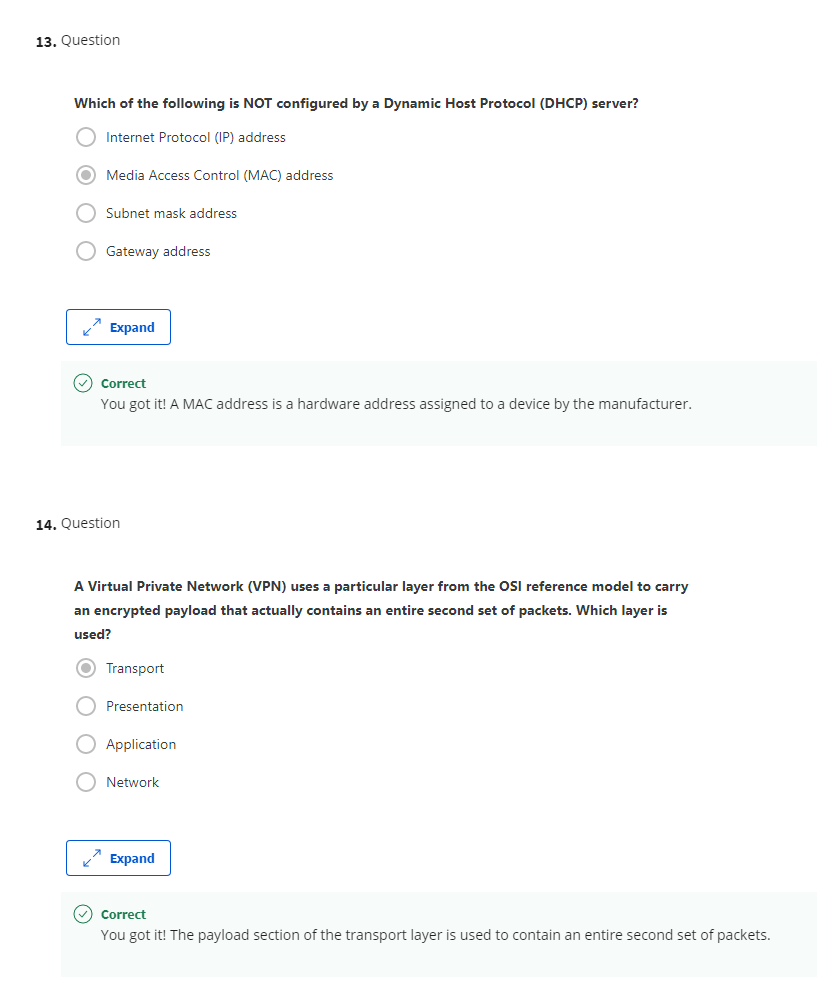 13. Question
Which of the following is NOT configured by a Dynamic Host Protocol (DHCP) server?
Internet Protocol (IP) address
Media Access Control (MAC) address
Subnet mask address
Gateway address
Expand
Correct
You got it! A MAC address is a hardware address assigned to a device by the manufacturer.
14. Question
A Virtual Private Network (VPN) uses a particular layer from the OSI reference model to carry
an encrypted payload that actually contains an entire second set of packets. Which layer is
used?
Transport
Presentation
Application
Network
Expand
Correct
You got it! The payload section of the transport layer is used to contain an entire second set of packets.